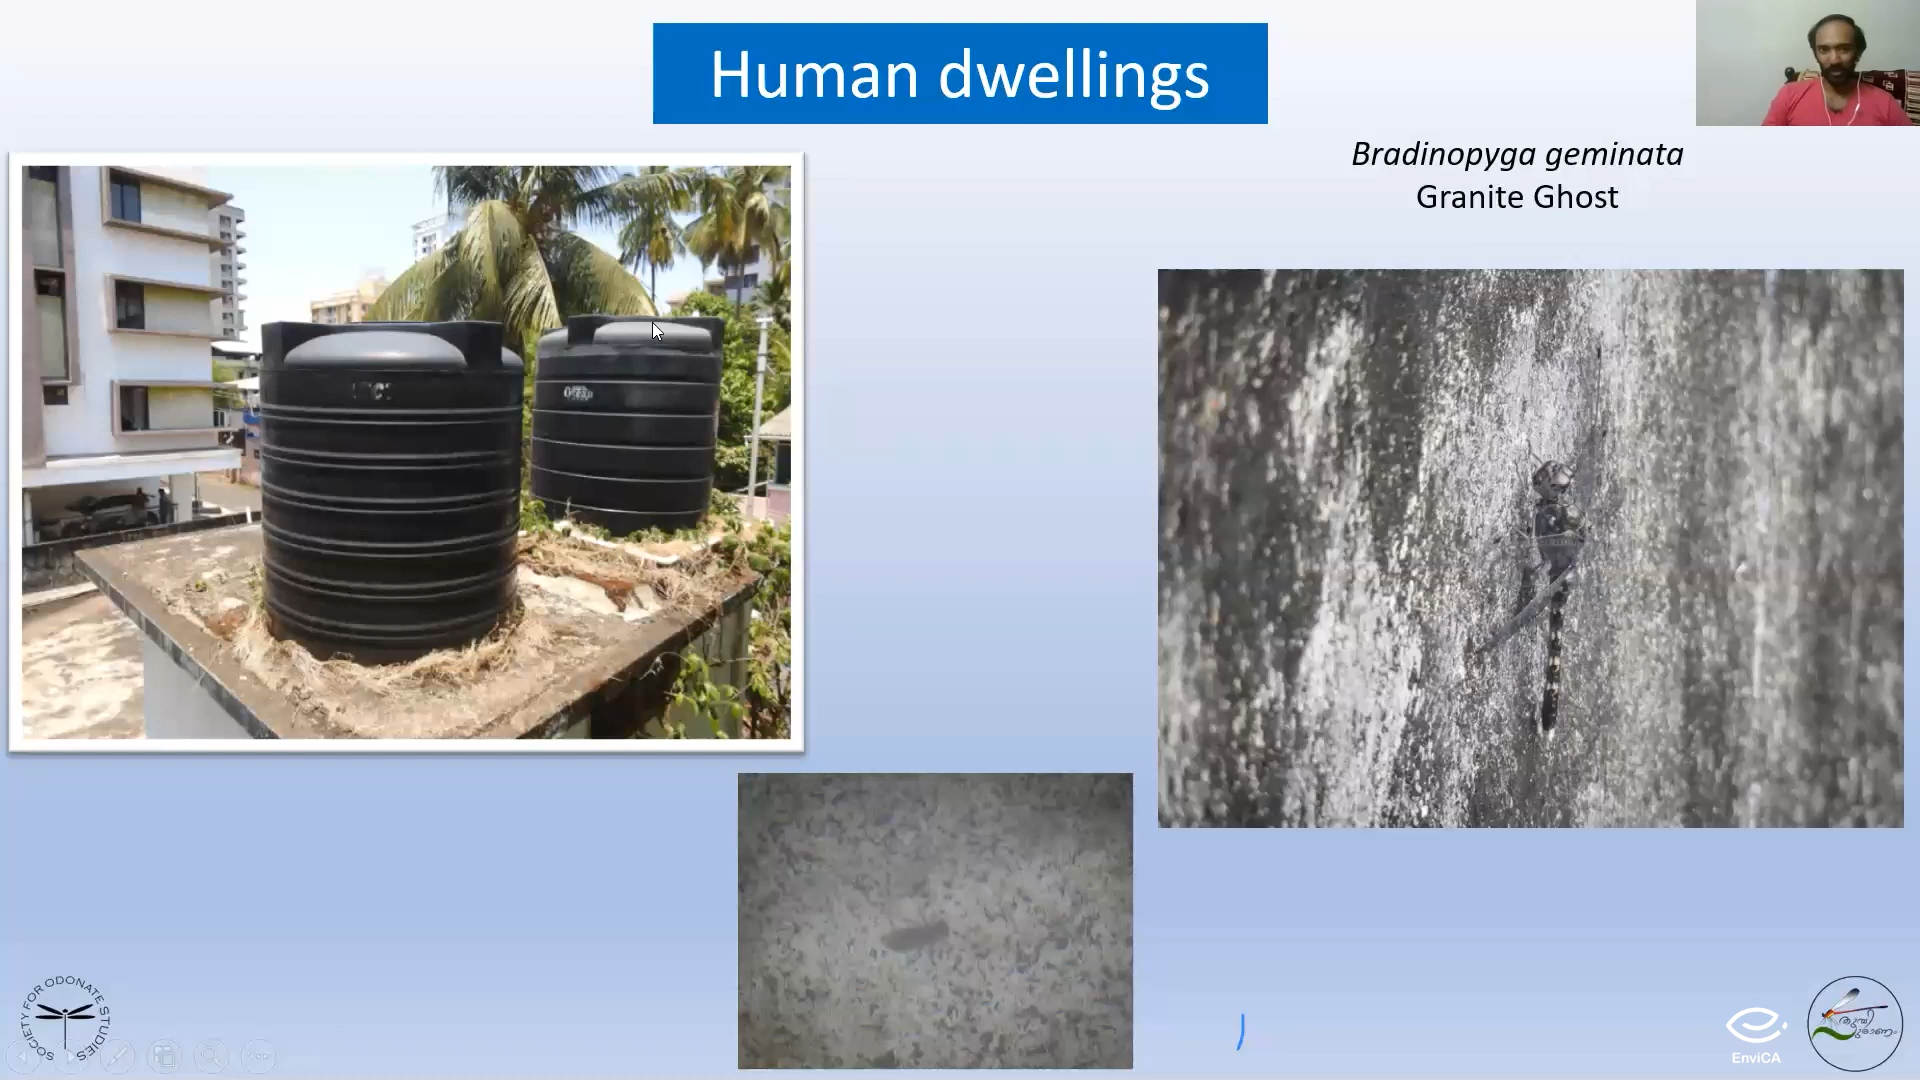 Human dwellings
Bradinopyga geminata
Granite Ghost
SOCIETY FOR ODONATE STUDIES
EnviCA